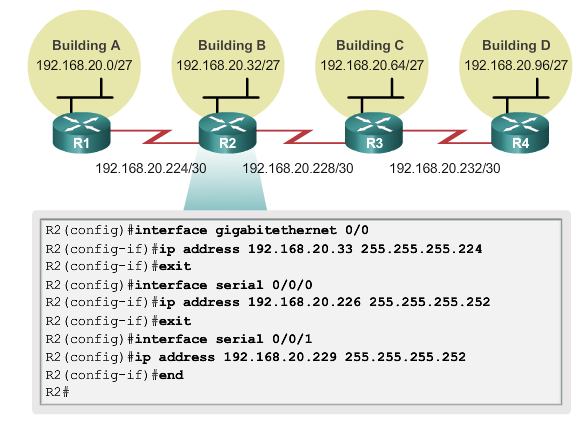 Building A
192.168.20.0/27
Building B
192.168.20.32/27
Building C
192.168.20.64/27
Building D
192.168.20.96/27
R1
R2
R3
R4
192.168.20.224/30
192.168.20.228/30
192.168.20.232/30
R2(config)#interface gigabitethernet 0/0
R2(config-if)#ip address 192.168.20.33 255.255.255.224
R2(config-if)#exit
R2(config)#interface serial 0/0/0
R2(config-if)#ip address 192.168.20.226 255.255.255.252
R2(config-if)#exit
R2(config)#interface serial 0/0/1
R2(config)#ip address 192.168.20.229 255.255.255.252
R2(config-if)#end
R2#